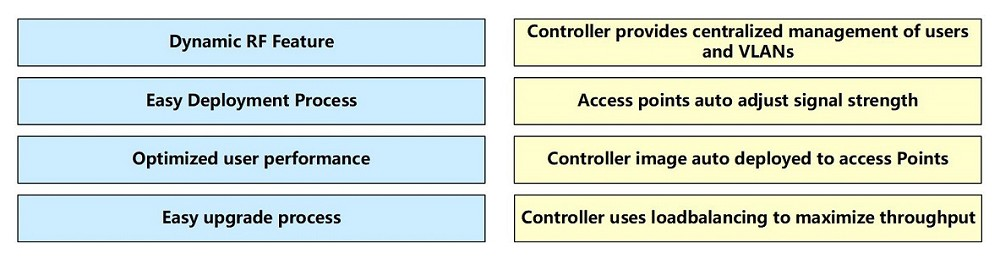 Dynamic RF Feature
Controller provides centralized management of users
and VLANs
Easy Deployment Process
Access points auto adjust signal strength
Optimized user performance
Controller image auto deployed to access Points
Easy upgrade process
Controller uses loadbalancing to maximize throughput